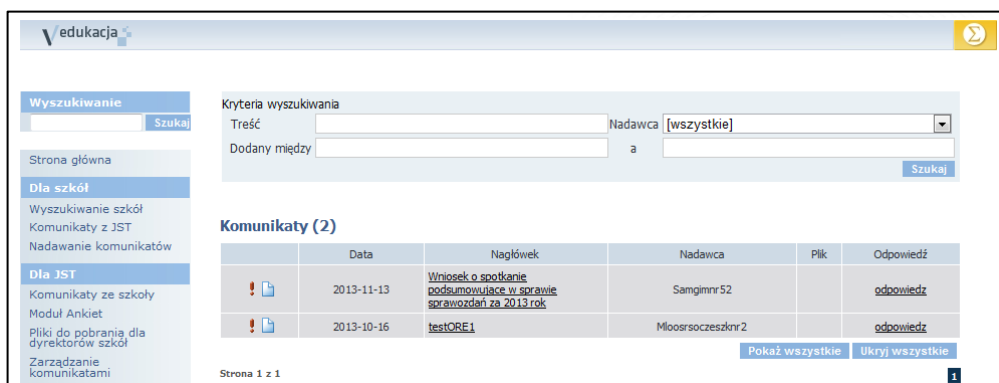 Vedukacja
Σ
Wyszukiwanie
Szukaj
Strona główna
Dla szkół
Wyszukiwanie szkół
Komunikaty z JST
Nadawanie komunikatów
Dla JST
Komunikaty ze szkoły
Moduł Ankiet
Pliki do pobrania dla
dyrektorów szkół
Zarządzanie
komunikatami
Kryteria wyszukiwania
Treść Nadawca [wszystkie]
Dodany między a
Szukaj
Komunikaty (2)
Data Nagłówek Nadawca Plik Odpowiedź
! 2013-11-13 Wniosek o spotkanie
podsumowujące w sprawie
sprawozdań za 2013 rok Samgimnr52 odpowiedz
! 2013-10-16 testORE1 Mloosrsoczeszknr2 odpowiedz
Pokaż wszystkie Ukryj wszystkie
Strona 1 z 1 1